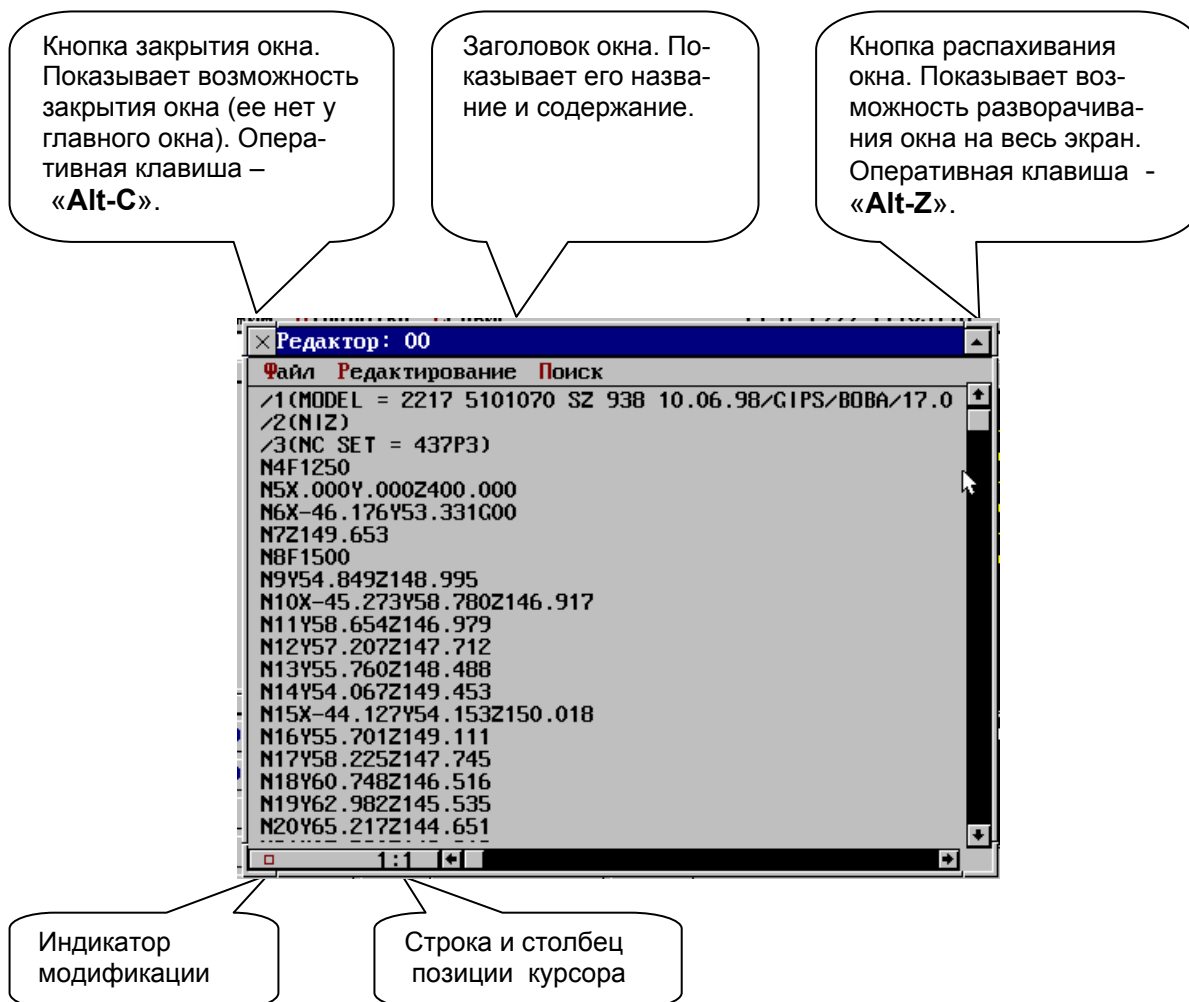 Кнопка закрытия окна.
Показывает возможность
закрытия окна (ее нет у
главного окна). Опера-
тивная клавиша –
«Alt-C».
Заголовок окна. По-
казывает его назва-
ние и содержание.
Кнопка распахивания
окна. Показывает воз-
можность разворачива-
ния окна на весь экран.
Оперативная клавиша -
«Alt-Z».
Редактор: 00
Файл Редактирование Поиск
/1(MODEL = 2217 5101070 SZ 938 10.06.98/GIPS/BOBA/17.0
/2(NIZ)
/3(NC SET = 437P3)
N4F1250
N5X.000Y.000Z400.000
N6X-46.176Y53.331G00
N7Z149.653
N8F1500
N9Y54.849Z148.995
N10X-45.273Y58.780Z146.917
N11Y58.654Z146.979
N12Y57.207Z147.712
N13Y55.760Z148.488
N14Y54.067Z149.453
N15X-44.127Y54.153Z150.018
N16Y55.701Z149.111
N17Y58.225Z147.745
N18Y60.748Z146.516
N19Y62.982Z145.535
N20Y65.217Z144.651
1:1
Индикатор
модификации
Строка и столбец
позиции курсора